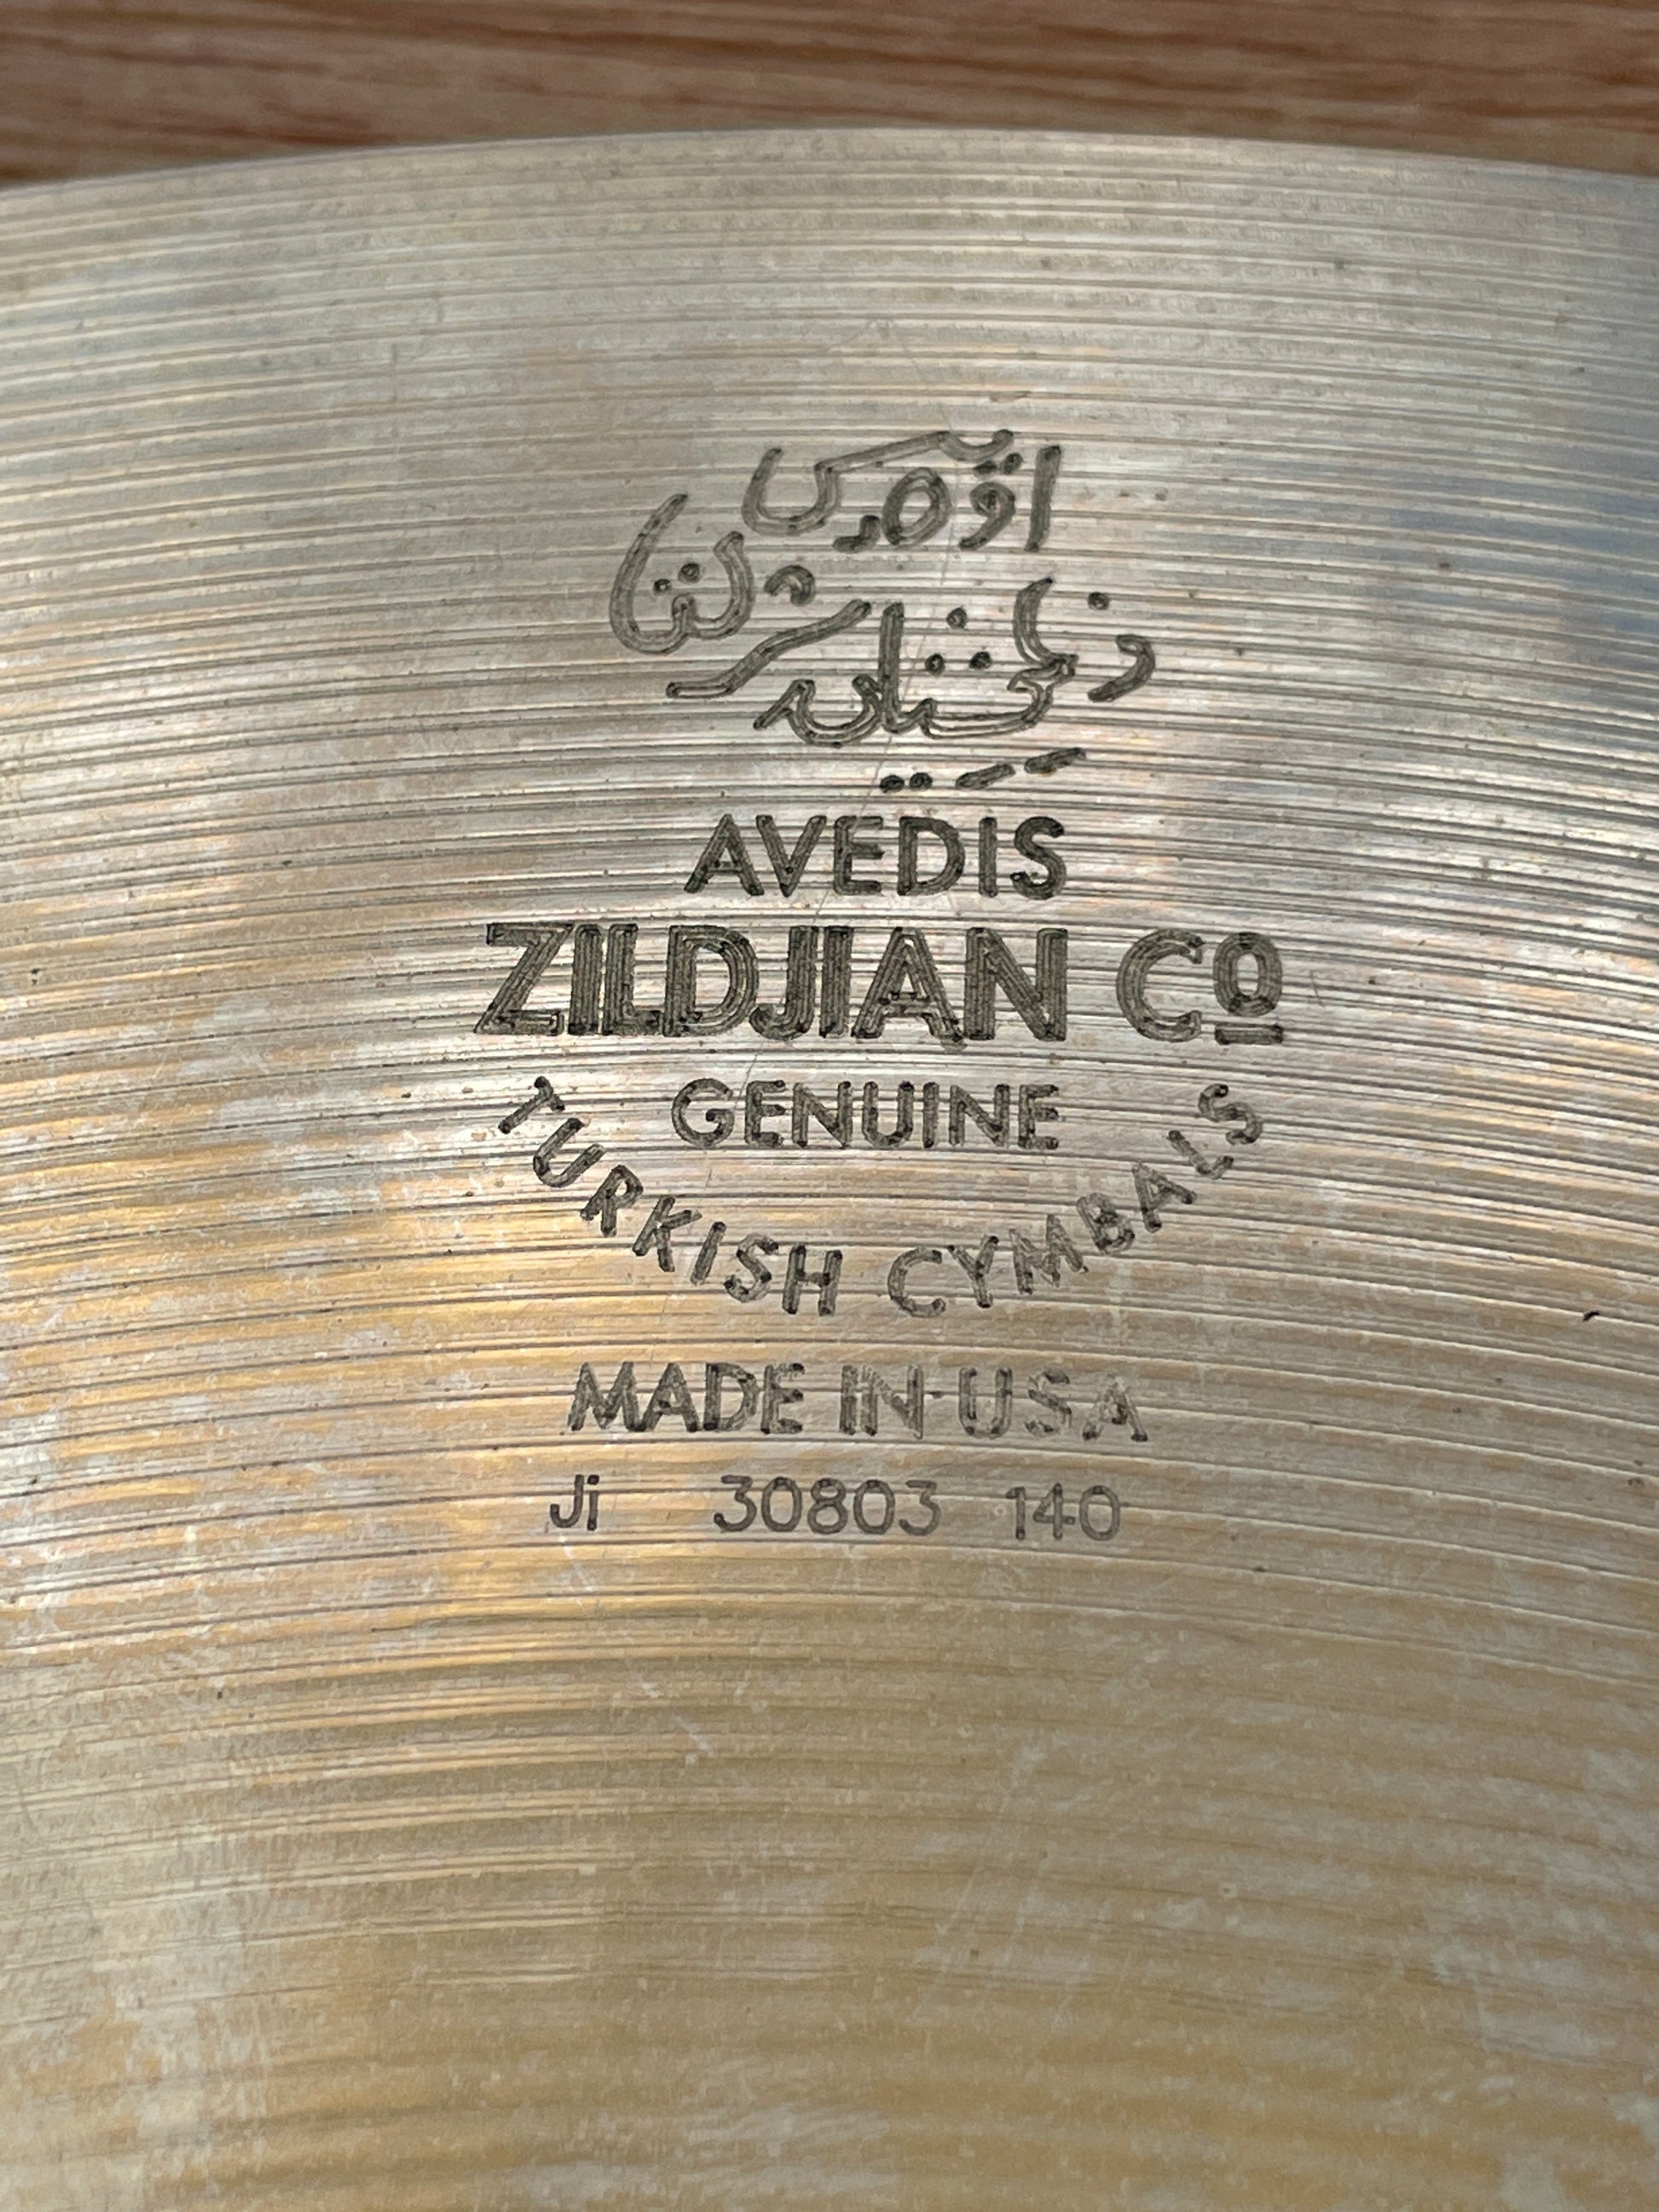 AVEDIS
ZILDJIAN Cº
GENUINE
TURKISH CYMBALS
MADE IN USA
Ji 30803 140